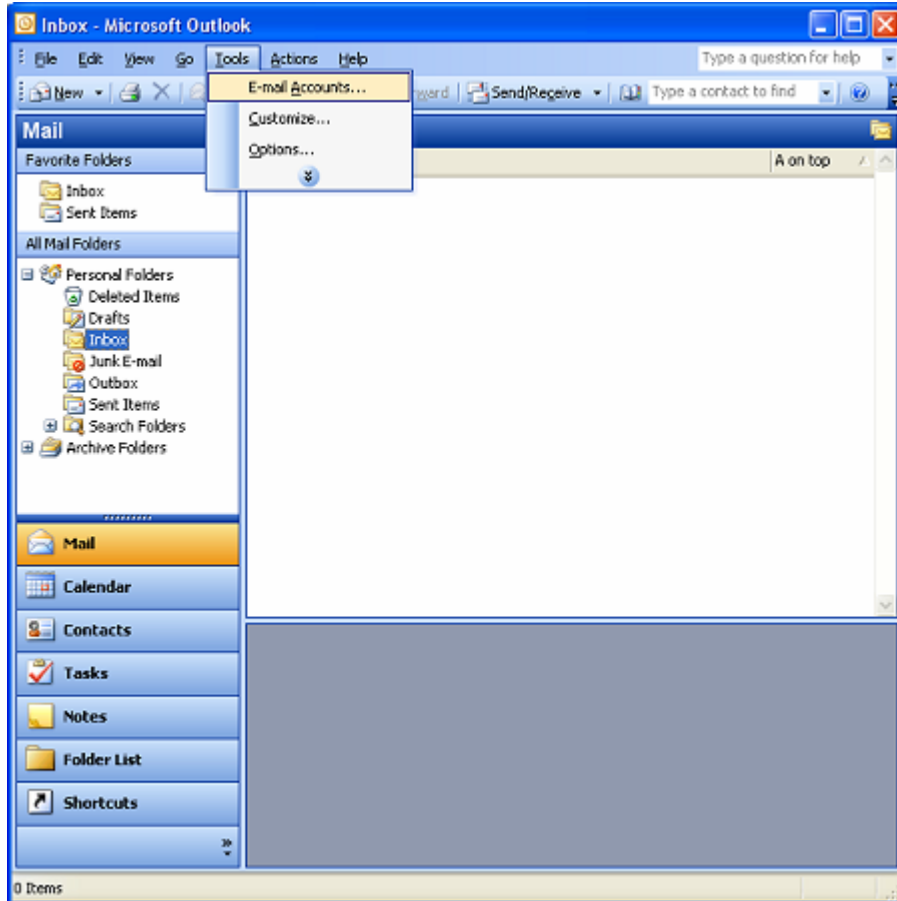 Inbox - Microsoft Outlook
File Edit View Go Tools Actions Help Type a question for help
New Send/Receive Type a contact to find
E-mail Accounts...
Customize...
Options...
Mail
Favorite Folders
A on top
Inbox
Sent Items
All Mail Folders
Personal Folders
Deleted Items
Drafts
Inbox
Junk E-mail
Outbox
Sent Items
Search Folders
Archive Folders
Mail
Calendar
Contacts
Tasks
Notes
Folder List
Shortcuts
0 Items